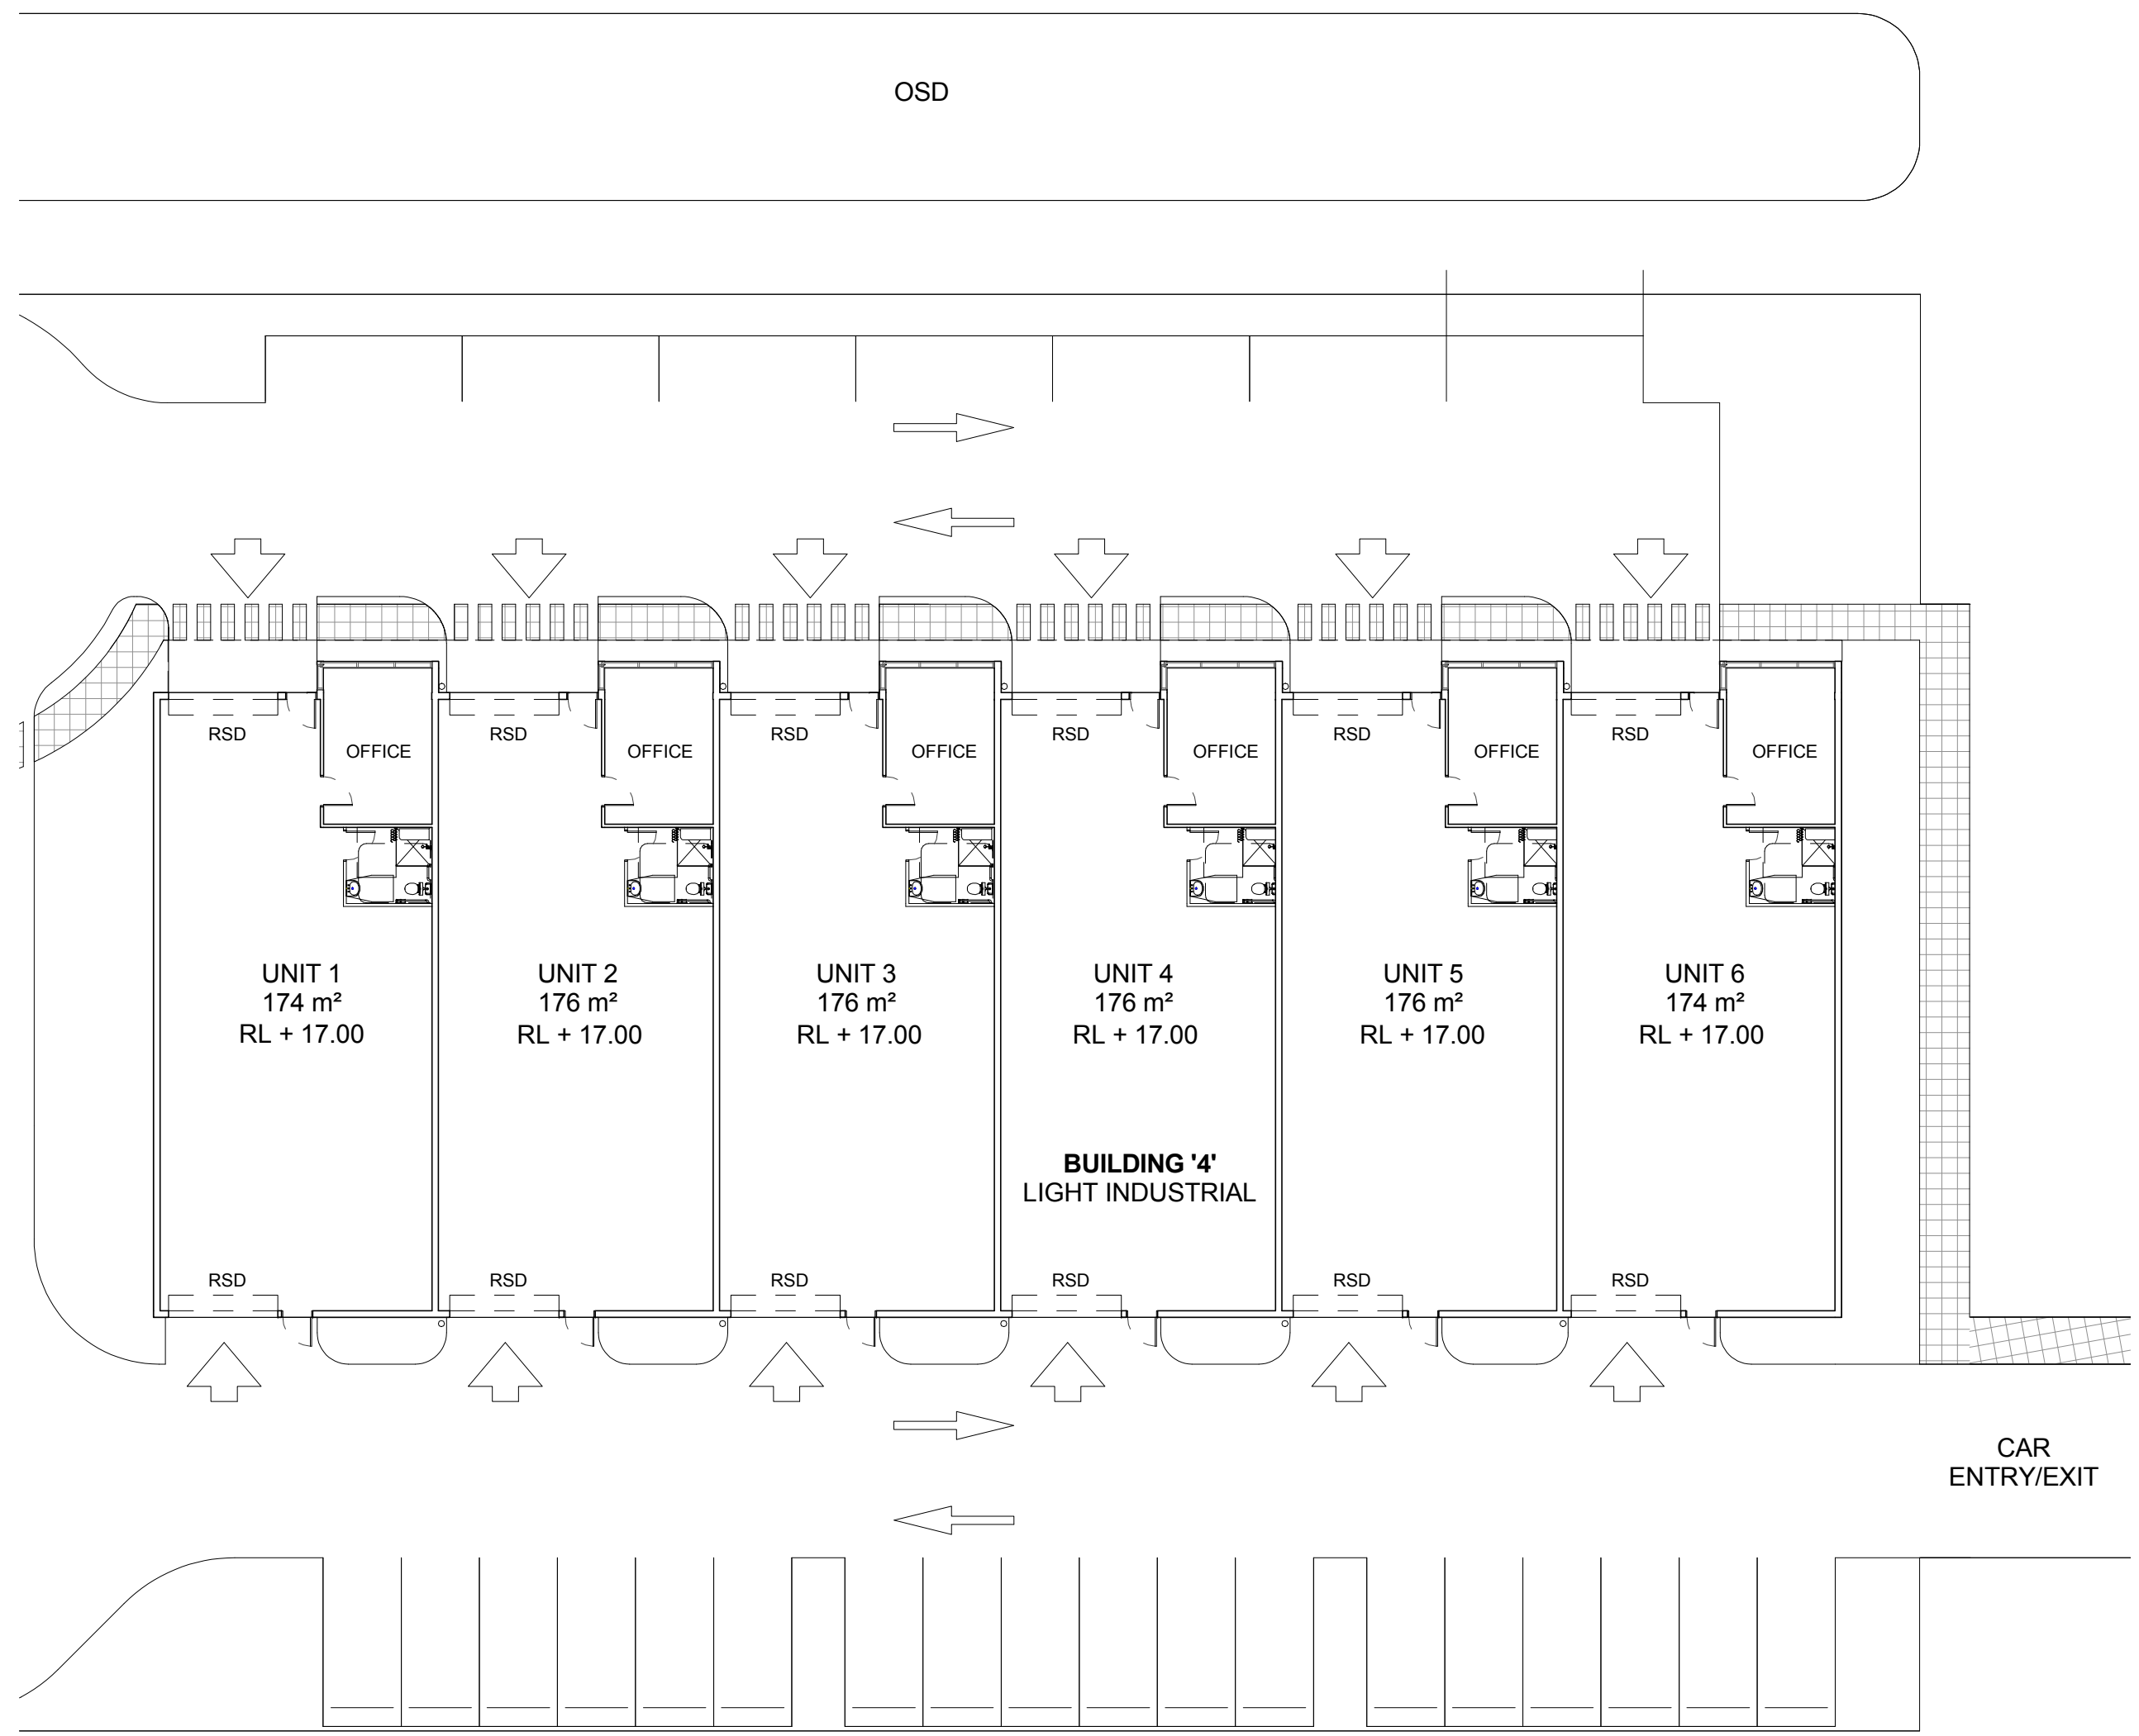 OSD
RSD
RSD
RSD
RSD
RSD
RSD
OFFICE
OFFICE
OFFICE
OFFICE
OFFICE
OFFICE
UNIT 1
174 m²
RL + 17.00
UNIT 2
176 m²
RL + 17.00
UNIT 3
176 m²
RL + 17.00
UNIT 4
176 m²
RL + 17.00
UNIT 5
176 m²
RL + 17.00
UNIT 6
174 m²
RL + 17.00
BUILDING '4'
LIGHT INDUSTRIAL
RSD
RSD
RSD
RSD
RSD
RSD
CAR
ENTRY/EXIT